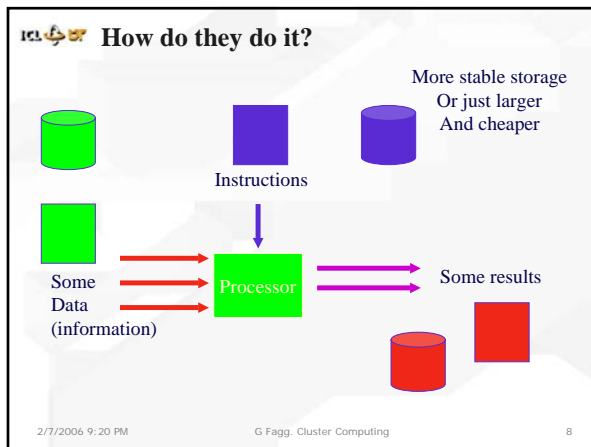 ICL UT How do they do it?
More stable storage
Or just larger
And cheaper
Instructions
Some
Data
(information)
Processor
Some results
2/7/2006 9:20 PM
G Fagg. Cluster Computing
8